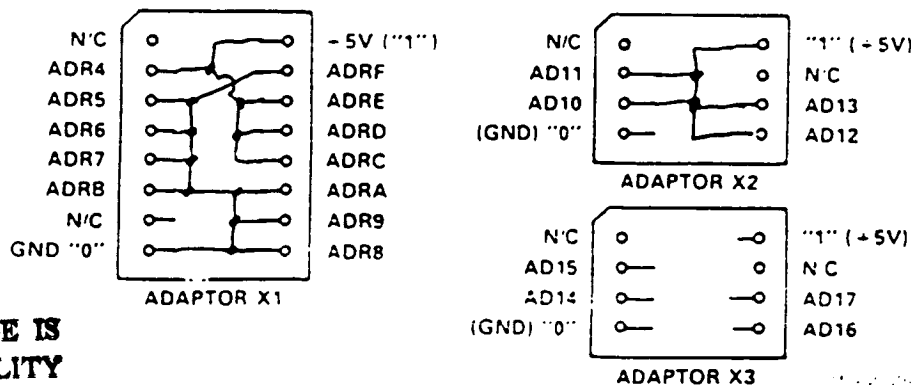 N'C
ADR4
ADR5
ADR6
ADR7
ADRB
N/C
GND "0"
- 5V ("1")
ADRF
ADRE
ADRD
ADRC
ADRA
ADR9
ADR8
ADAPTOR X1
N/C
AD11
AD10
(GND) "0"
"1" (+5V)
N'C
AD13
AD12
ADAPTOR X2
N'C
AD15
AD14
(GND) "0"
"1" (+5V)
N C
AD17
AD16
ADAPTOR X3
E IS
LITY